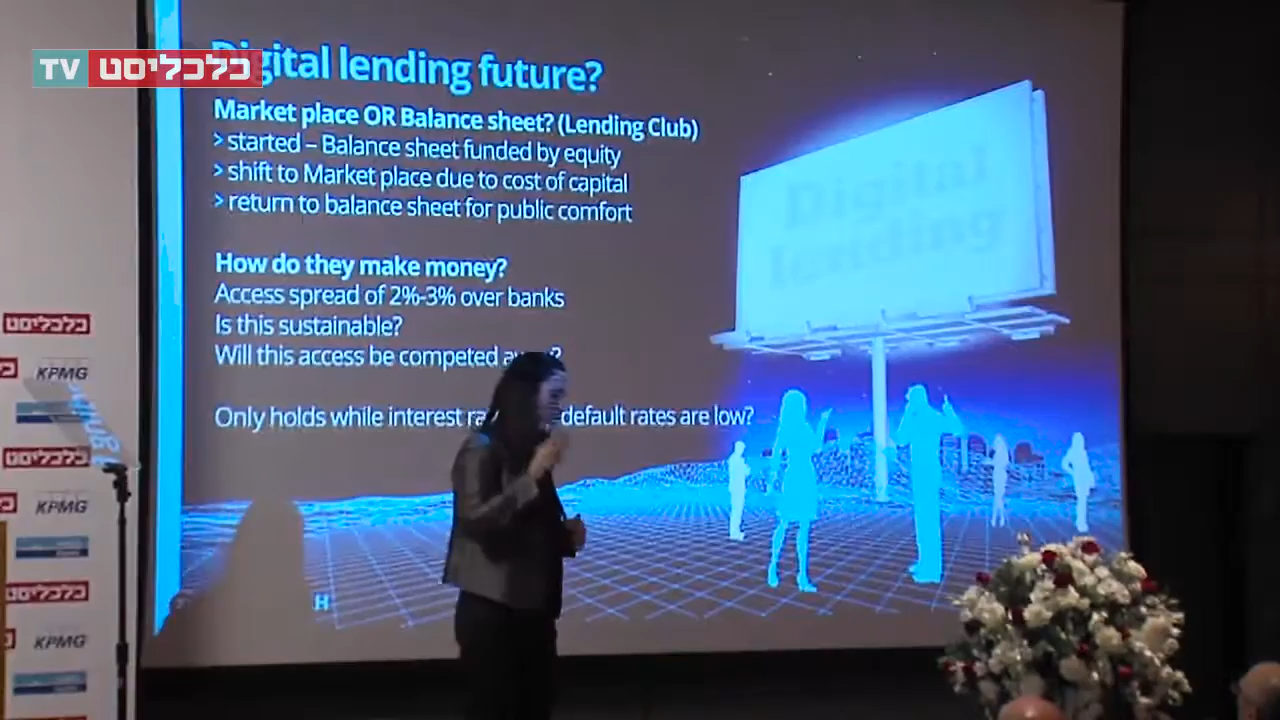 TV כלכליסט
Digital lending future?
Market place OR Balance sheet? (Lending Club)
> started – Balance sheet funded by equity
> shift to Market place due to cost of capital
> return to balance sheet for public comfort
How do they make money?
Access spread of 2%-3% over banks
Is this sustainable?
Will this access be competed
Only holds while interest default rates are low?
Digital
lending
H
כלכליסט
KPMG
כלכליסט
KPMG
כלכליסט
KPMG